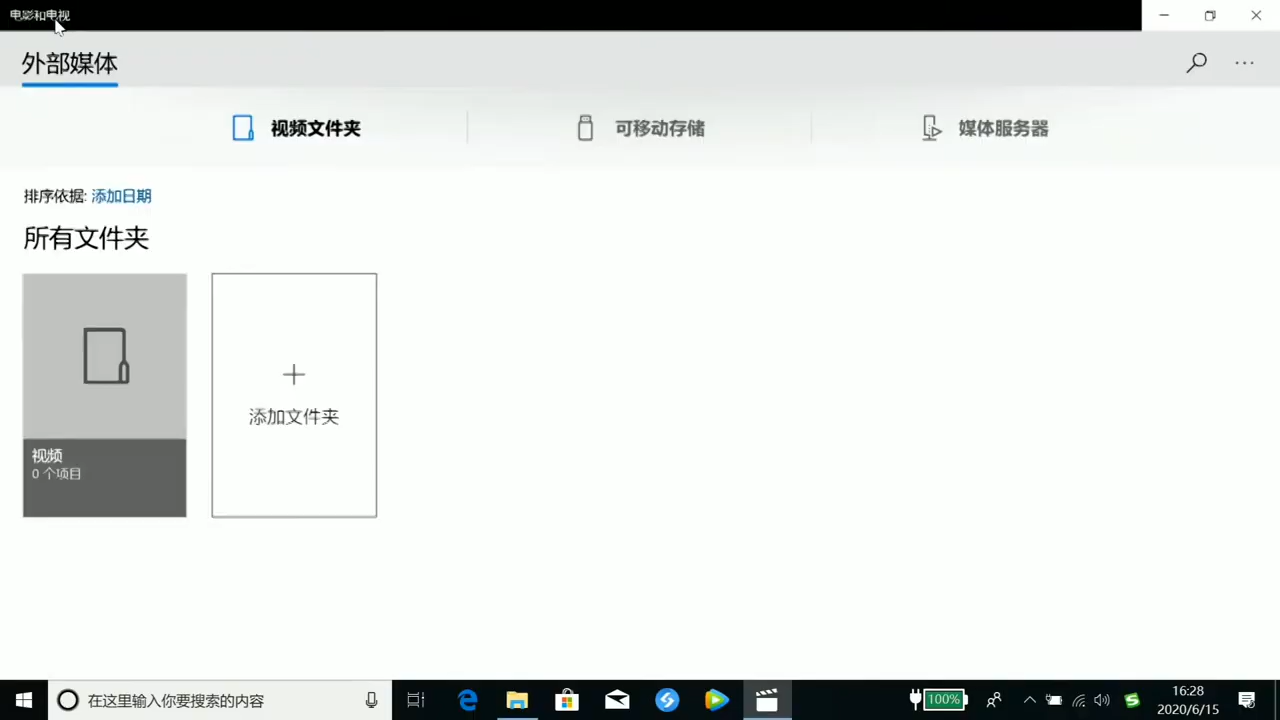 电影和电视
外部媒体
视频文件夹
可移动存储
媒体服务器
排序依据: 添加日期
所有文件夹
视频
0 个项目
添加文件夹
在这里输入你要搜索的内容
100%
16:28
2020/6/15